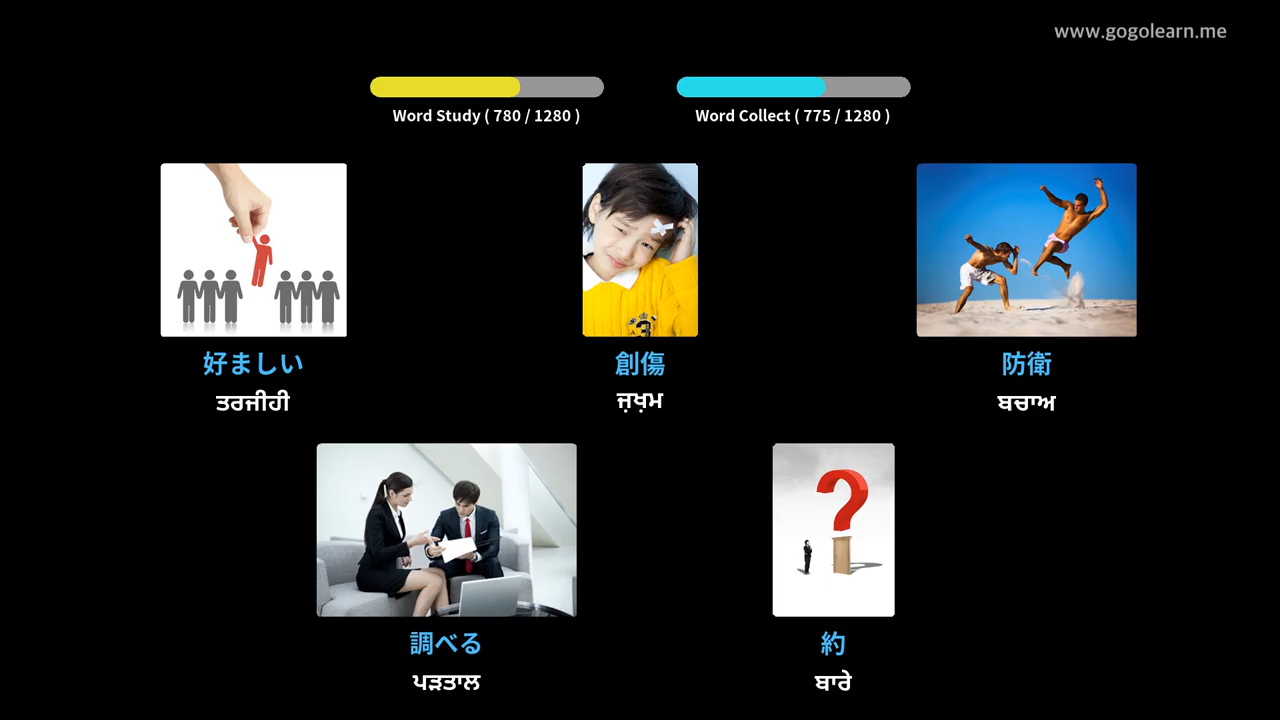 www.gogolearn.me
Word Study ( 780 / 1280 )
Word Collect ( 775 / 1280 )
好ましい
創傷
防衛
ਤਰਜੀਹੀ
ਜ਼ਖ਼ਮ
ਬਚਾਅ
調べる
約
ਪੜਤਾਲ
ਬਾਰੇ